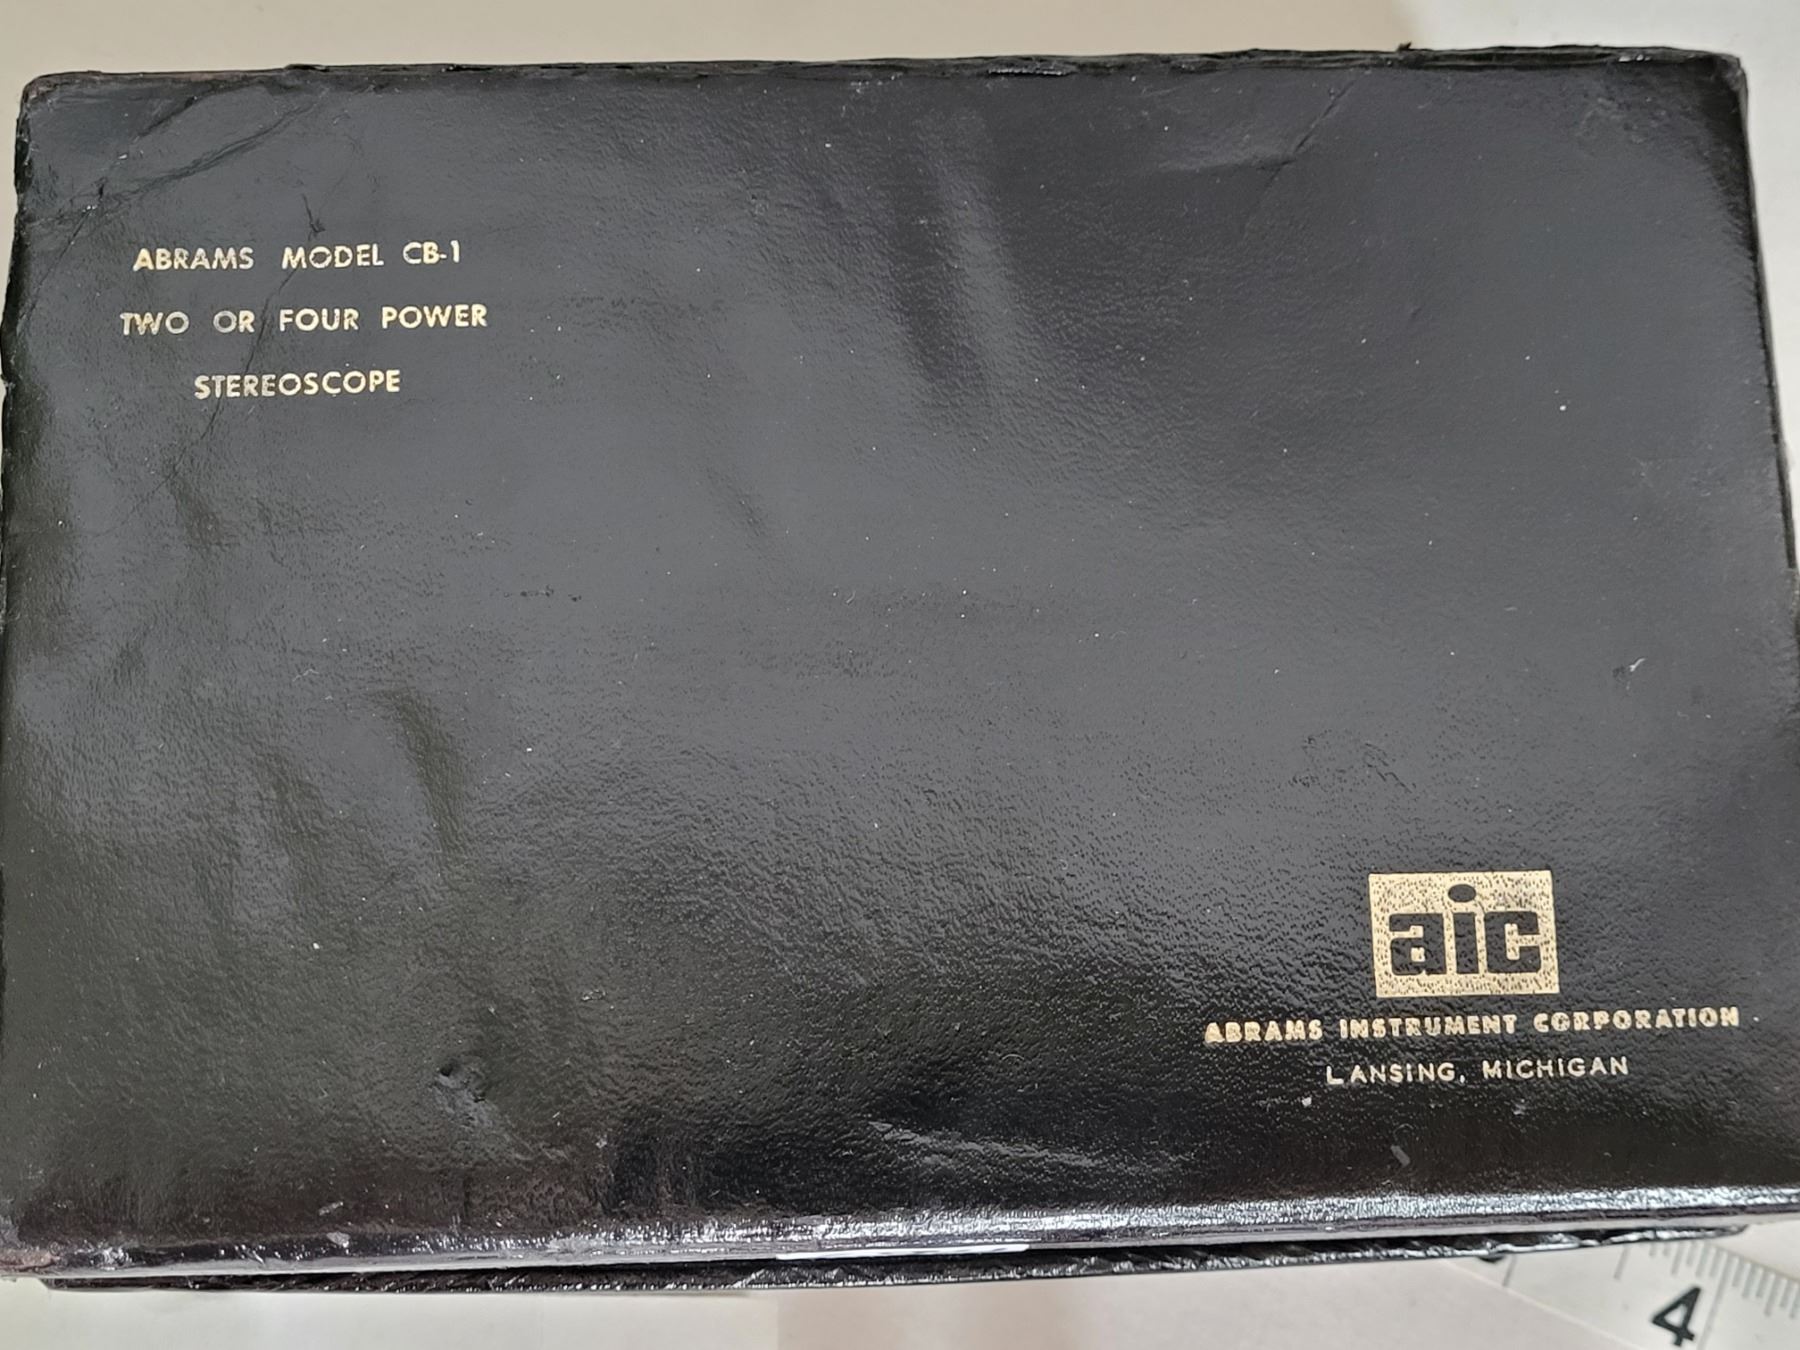 ABRAMS MODEL CB-1
TWO OR FOUR POWER
STEREOSCOPE
aic
ABRAMS INSTRUMENT CORPORATION
LANSING, MICHIGAN
4